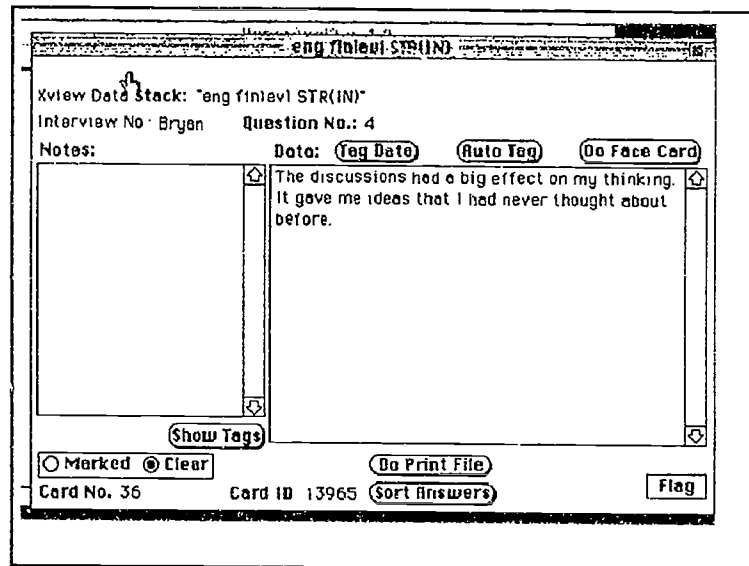 eng finlevl STR(IN)
Xview Data Stack: "eng finlevl STR(IN)"
Interview No: Bryan Question No.: 4
Notes: Data: Tag Data Auto Tag Do Face Card
The discussions had a big effect on my thinking.
It gave me ideas that I had never thought about
before.
Show Tags
Marked Clear Do Print File
Card No. 36 Card ID 13965 Sort Answers Flag